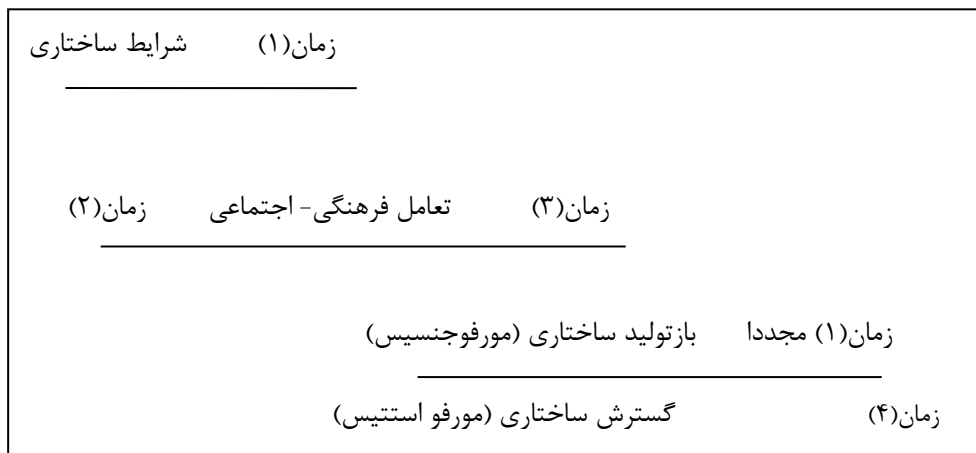 زمان(۱) شرایط ساختاری
زمان(۳) تعامل فرهنگی- اجتماعی زمان(۲)
زمان(۱) مجددا بازتولید ساختاری (مورفوجنسیس)
زمان(۴) گسترش ساختاری (مورفو استتیس)